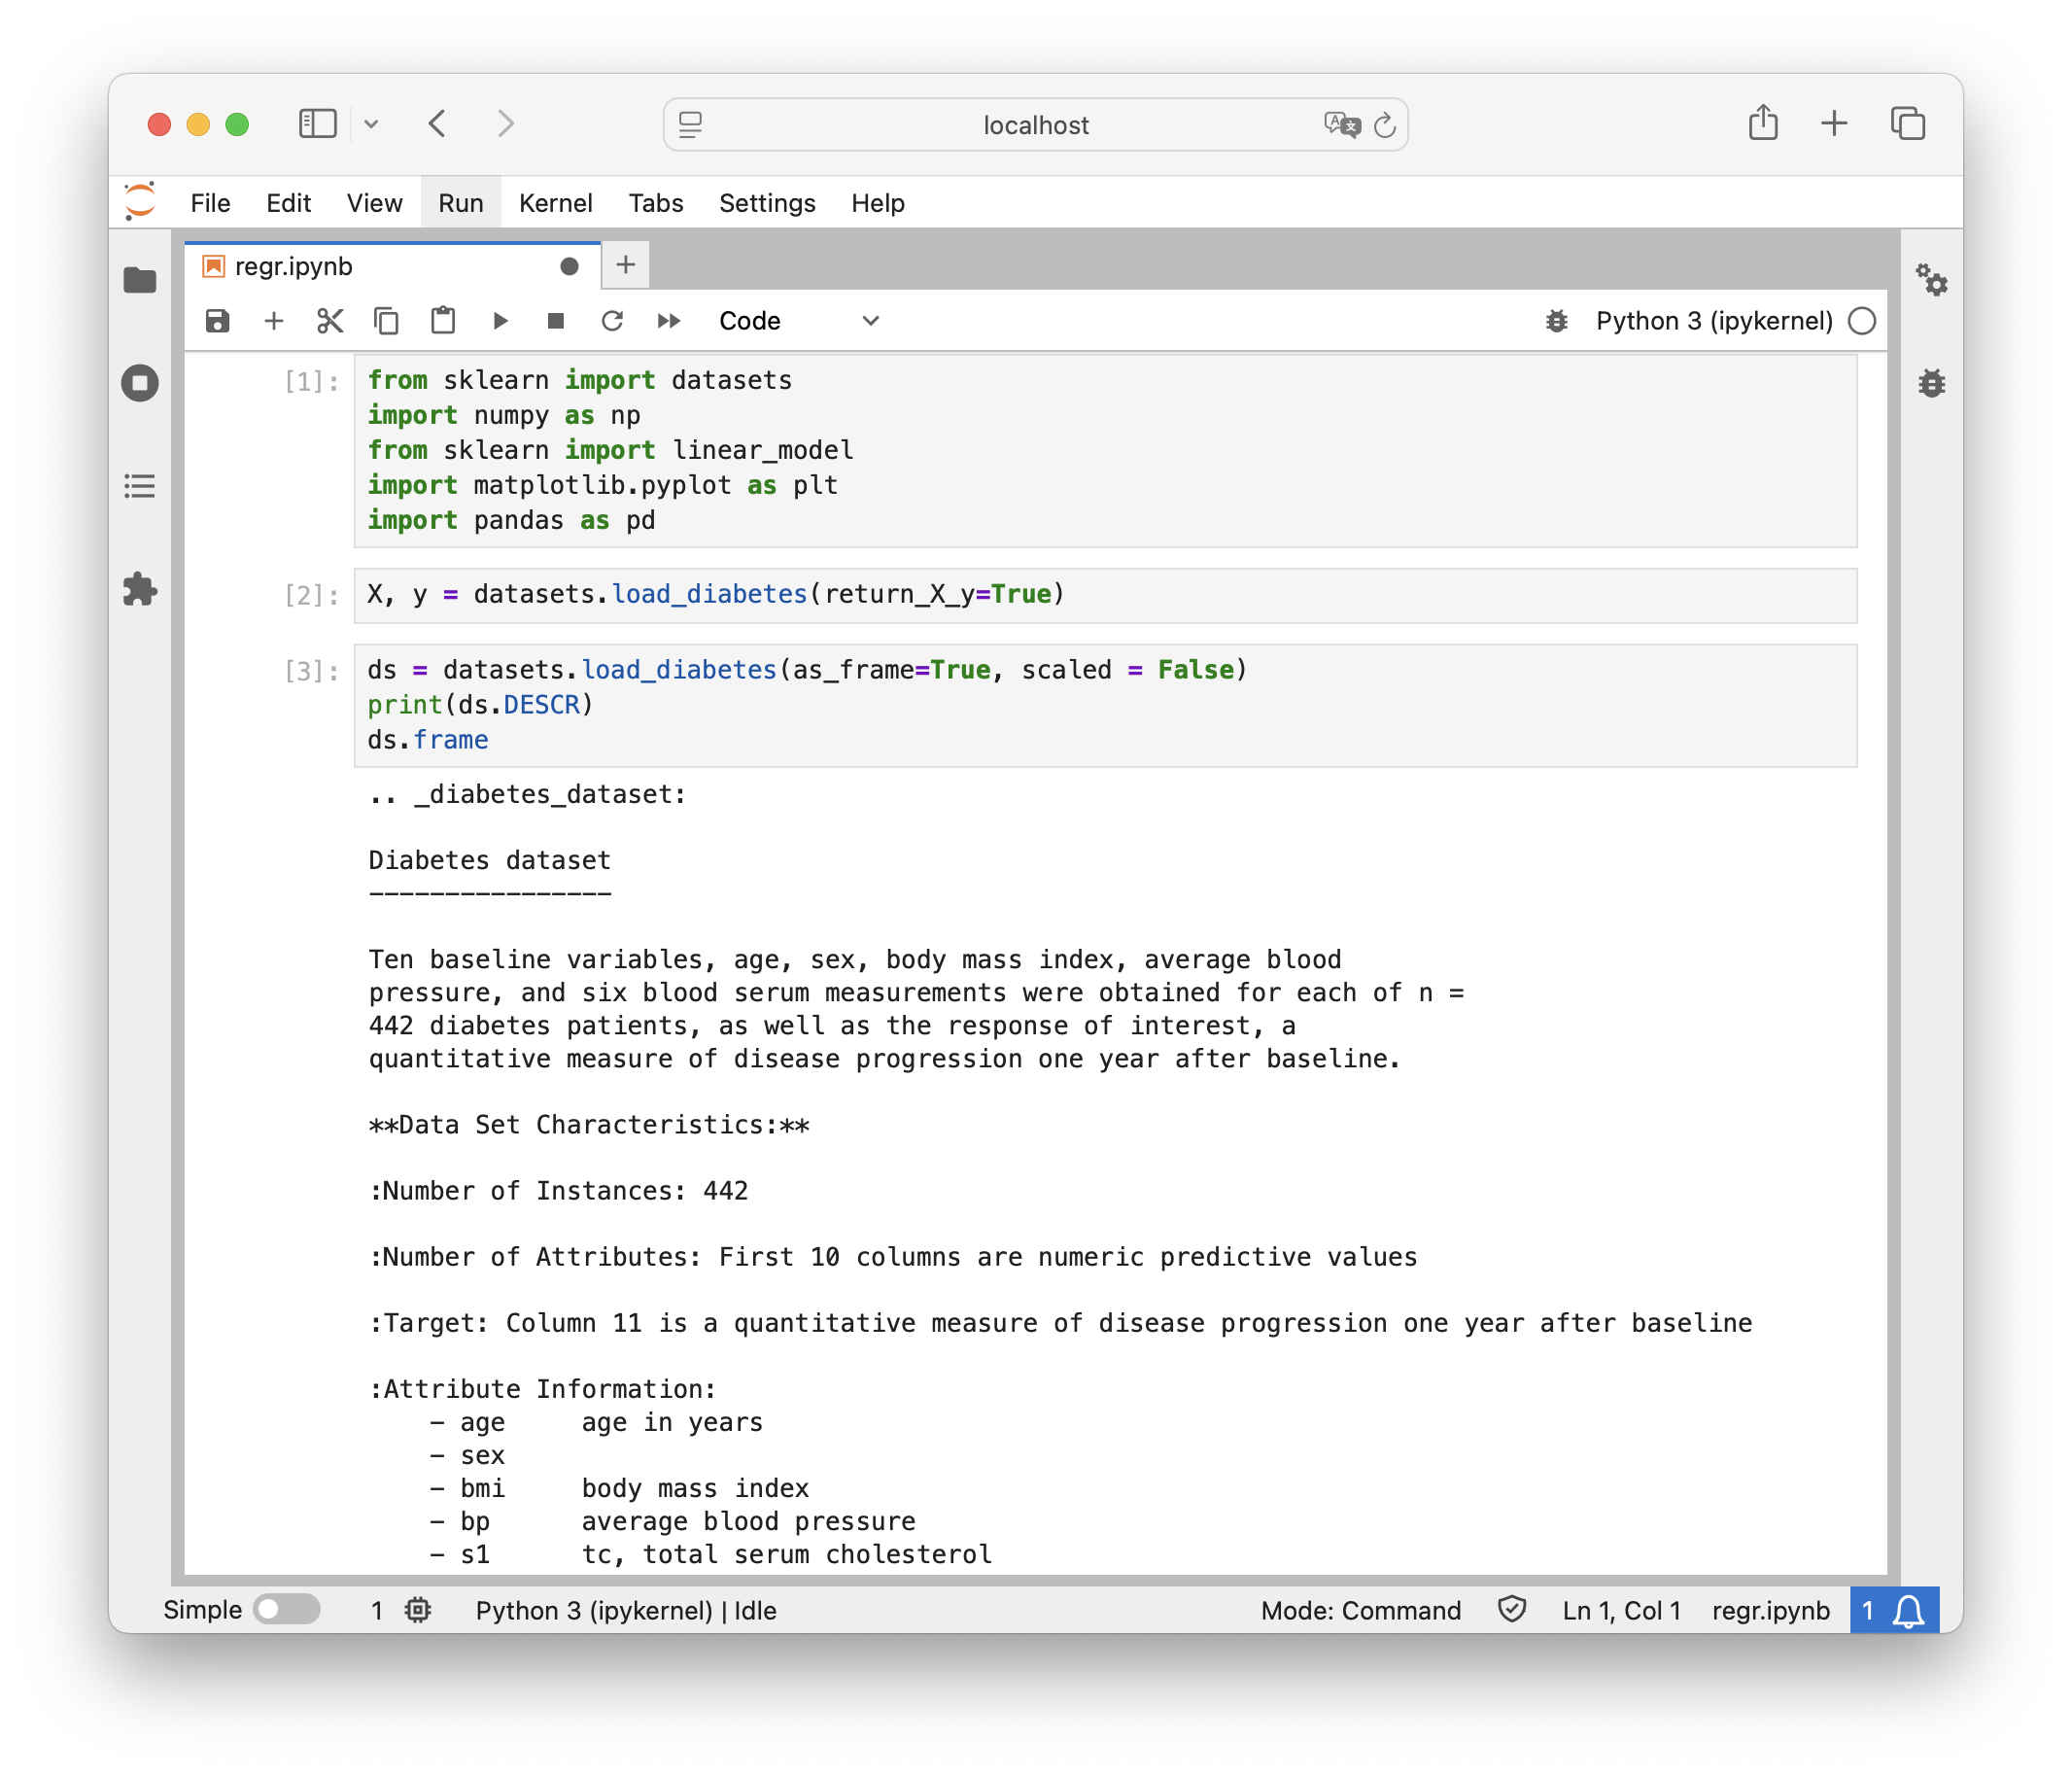 localhost
File Edit View Run Kernel Tabs Settings Help
regr.ipynb
Code Python 3 (ipykernel)
[1]: from sklearn import datasets
import numpy as np
from sklearn import linear_model
import matplotlib.pyplot as plt
import pandas as pd
[2]: X, y = datasets.load_diabetes(return_X_y=True)
[3]: ds = datasets.load_diabetes(as_frame=True, scaled = False)
print(ds.DESCR)
ds.frame
.. _diabetes_dataset:
Diabetes dataset
----------------
Ten baseline variables, age, sex, body mass index, average blood
pressure, and six blood serum measurements were obtained for each of n =
442 diabetes patients, as well as the response of interest, a
quantitative measure of disease progression one year after baseline.
**Data Set Characteristics:**
:Number of Instances: 442
:Number of Attributes: First 10 columns are numeric predictive values
:Target: Column 11 is a quantitative measure of disease progression one year after baseline
:Attribute Information:
- age age in years
- sex
- bmi body mass index
- bp average blood pressure
- s1 tc, total serum cholesterol
Simple 1 Python 3 (ipykernel) | Idle Mode: Command Ln 1, Col 1 regr.ipynb 1